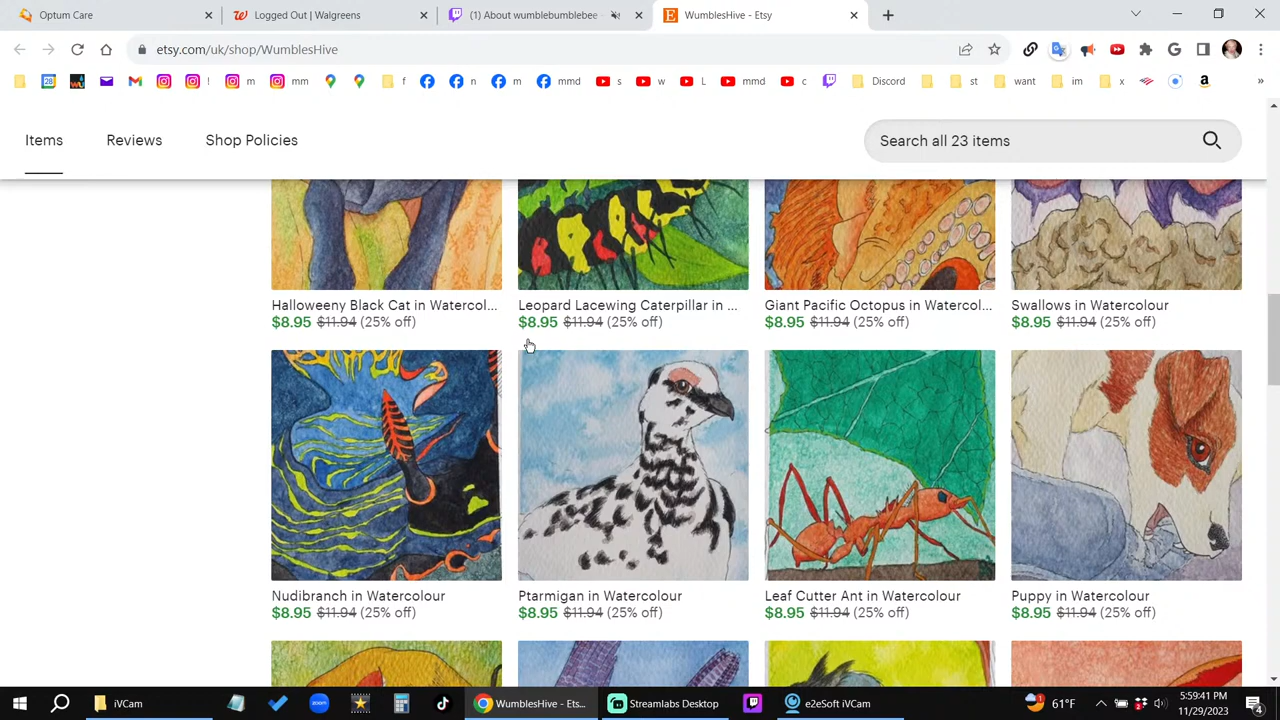 Optum Care
Logged Out | Walgreens
(1) About wumblebumblebee
WumblesHive - Etsy
etsy.com/uk/shop/WumblesHive
! m mm f n m mmd s w L mmd c Discord st want im x a »
Items Reviews Shop Policies
Search all 23 items
Halloweeny Black Cat in Watercol... Leopard Lacewing Caterpillar in ... Giant Pacific Octopus in Watercol... Swallows in Watercolour
$8.95 $11.94 (25% off) $8.95 $11.94 (25% off) $8.95 $11.94 (25% off) $8.95 $11.94 (25% off)
Nudibranch in Watercolour Ptarmigan in Watercolour Leaf Cutter Ant in Watercolour Puppy in Watercolour
$8.95 $11.94 (25% off) $8.95 $11.94 (25% off) $8.95 $11.94 (25% off) $8.95 $11.94 (25% off)
iVCam
zoom
WumblesHive - Ets...
Streamlabs Desktop
e2eSoft iVCam
61°F
5:59:41 PM
11/29/2023
4